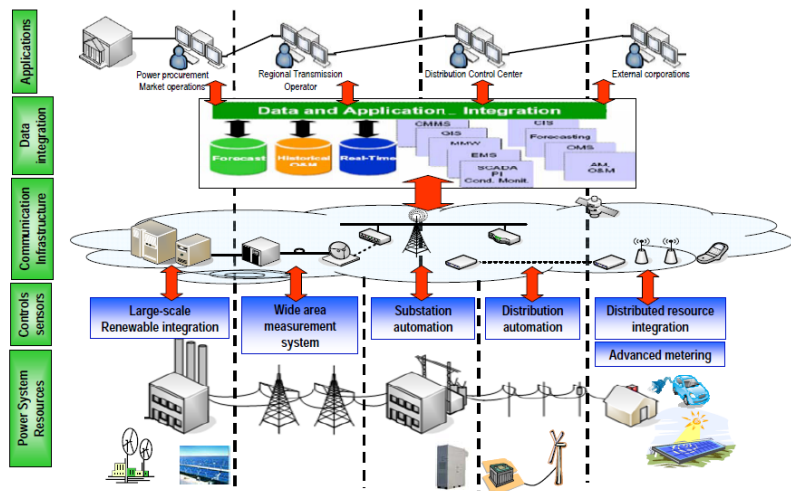 Applications
Power procurement
Market operations
Regional Transmission
Operator
Distribution Control Center
External corporations
Data
integration
Data and Application_ Integration
Forecast
Historical
O&M
Real-Time
CMMS
GIS
MMW
EMS
SCADA
PI
Cond. Monit.
CIS
Forecasting
OMS
AM,
O&M
Communication
Infrastructure
Controls
sensors
Large-scale
Renewable integration
Wide area
measurement
system
Substation
automation
Distribution
automation
Distributed resource
integration
Advanced metering
Power System
Resources